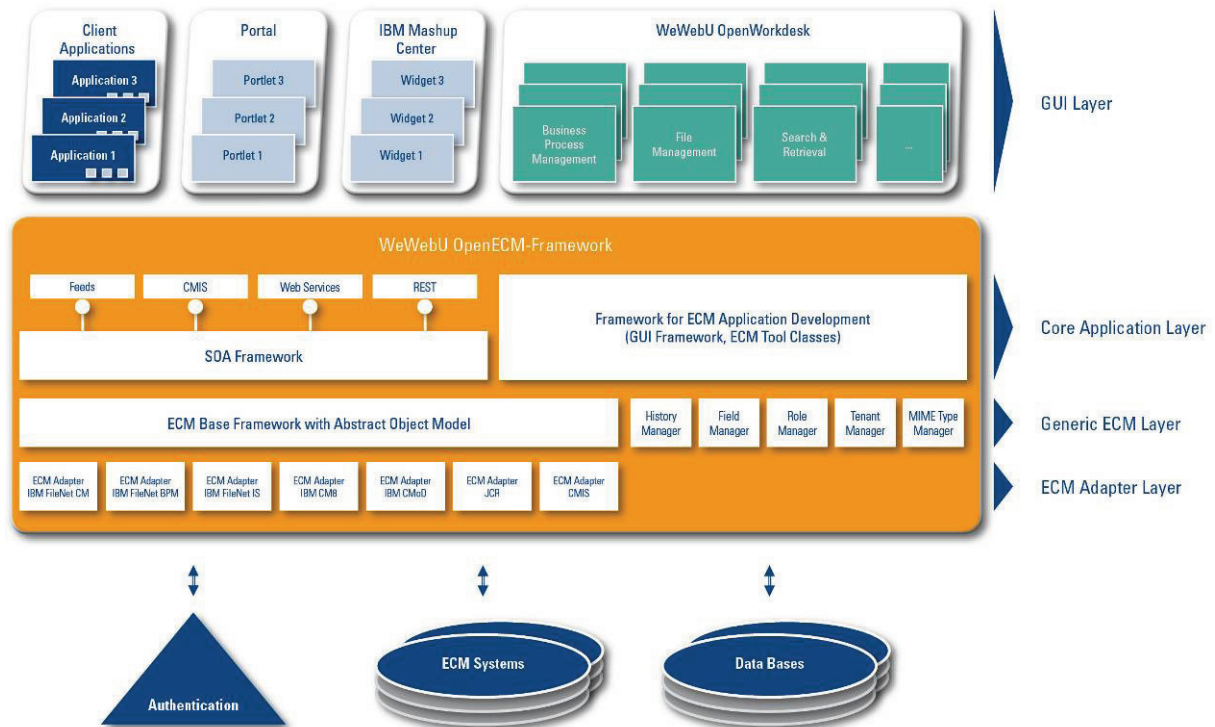 Client
Applications
Application 3
Application 2
Application 1
Portal
Portlet 3
Portlet 2
Portlet 1
IBM Mashup
Center
Widget 3
Widget 2
Widget 1
WeWebU OpenWorkdesk
Business
Process
Management
File
Management
Search &
Retrieval
...
GUI Layer
WeWebU OpenECM-Framework
Feeds
CMIS
Web Services
REST
SOA Framework
Framework for ECM Application Development
(GUI Framework, ECM Tool Classes)
Core Application Layer
ECM Base Framework with Abstract Object Model
History
Manager
Field
Manager
Role
Manager
Tenant
Manager
MIME Type
Manager
Generic ECM Layer
ECM Adapter
IBM FileNet CM
ECM Adapter
IBM FileNet BPM
ECM Adapter
IBM FileNet IS
ECM Adapter
IBM CM8
ECM Adapter
IBM CMoD
ECM Adapter
JCR
ECM Adapter
CMIS
ECM Adapter Layer
Authentication
ECM Systems
Data Bases